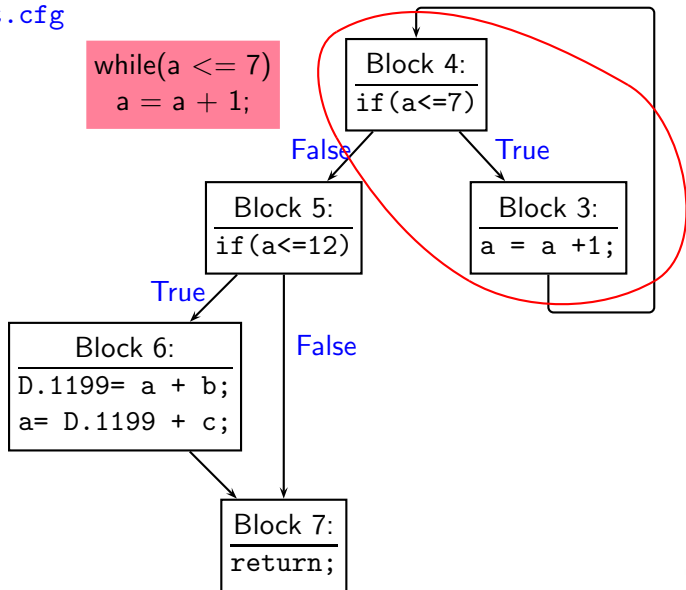 .cfg
while(a <= 7)
a = a + 1;
Block 4:
if(a<=7)
False
True
Block 5:
if(a<=12)
Block 3:
a = a +1;
True
False
Block 6:
D.1199= a + b;
a= D.1199 + c;
Block 7:
return;